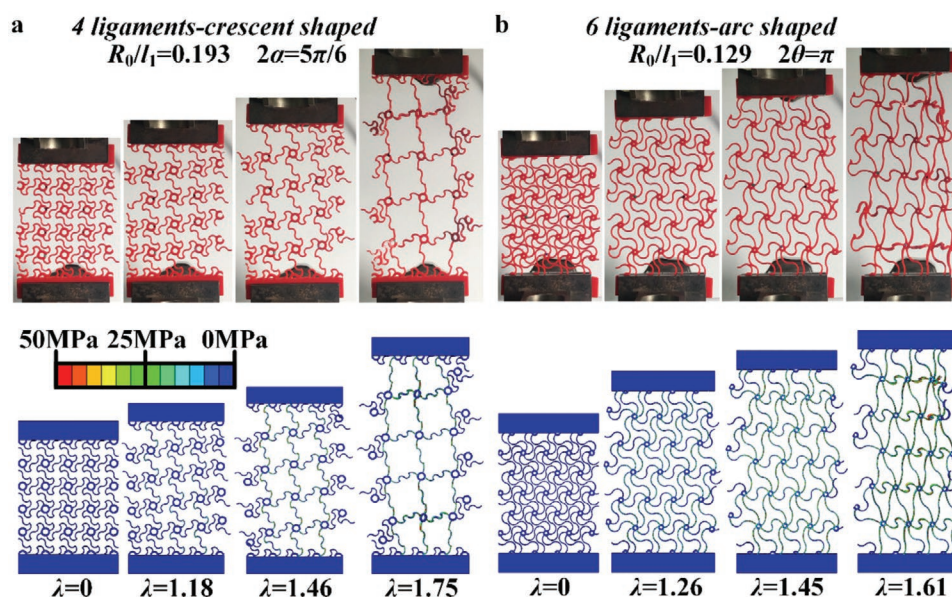 a 4 ligaments-crescent shaped
R0/l1=0.193 2α=5π/6
b 6 ligaments-arc shaped
R0/l1=0.129 2θ=π
50MPa 25MPa 0MPa
λ=0 λ=1.18 λ=1.46 λ=1.75
λ=0 λ=1.26 λ=1.45 λ=1.61